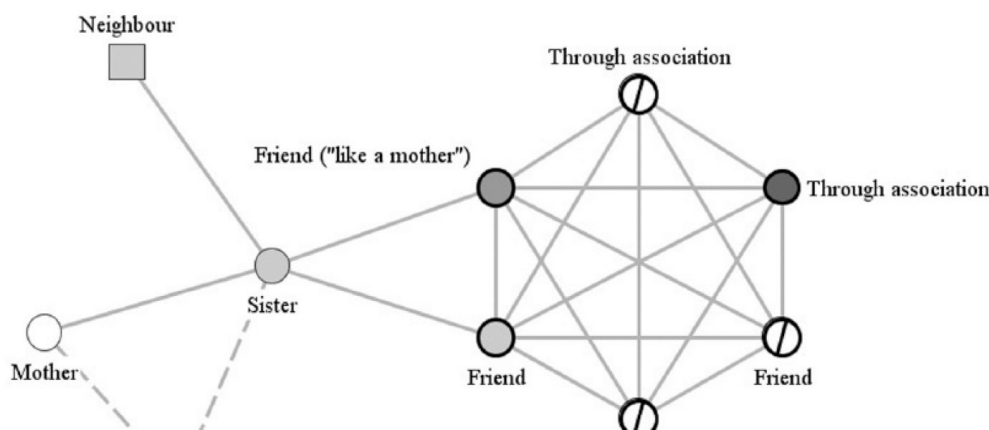 Neighbour
Through association
Friend ("like a mother")
Through association
Sister
Mother
Friend
Friend